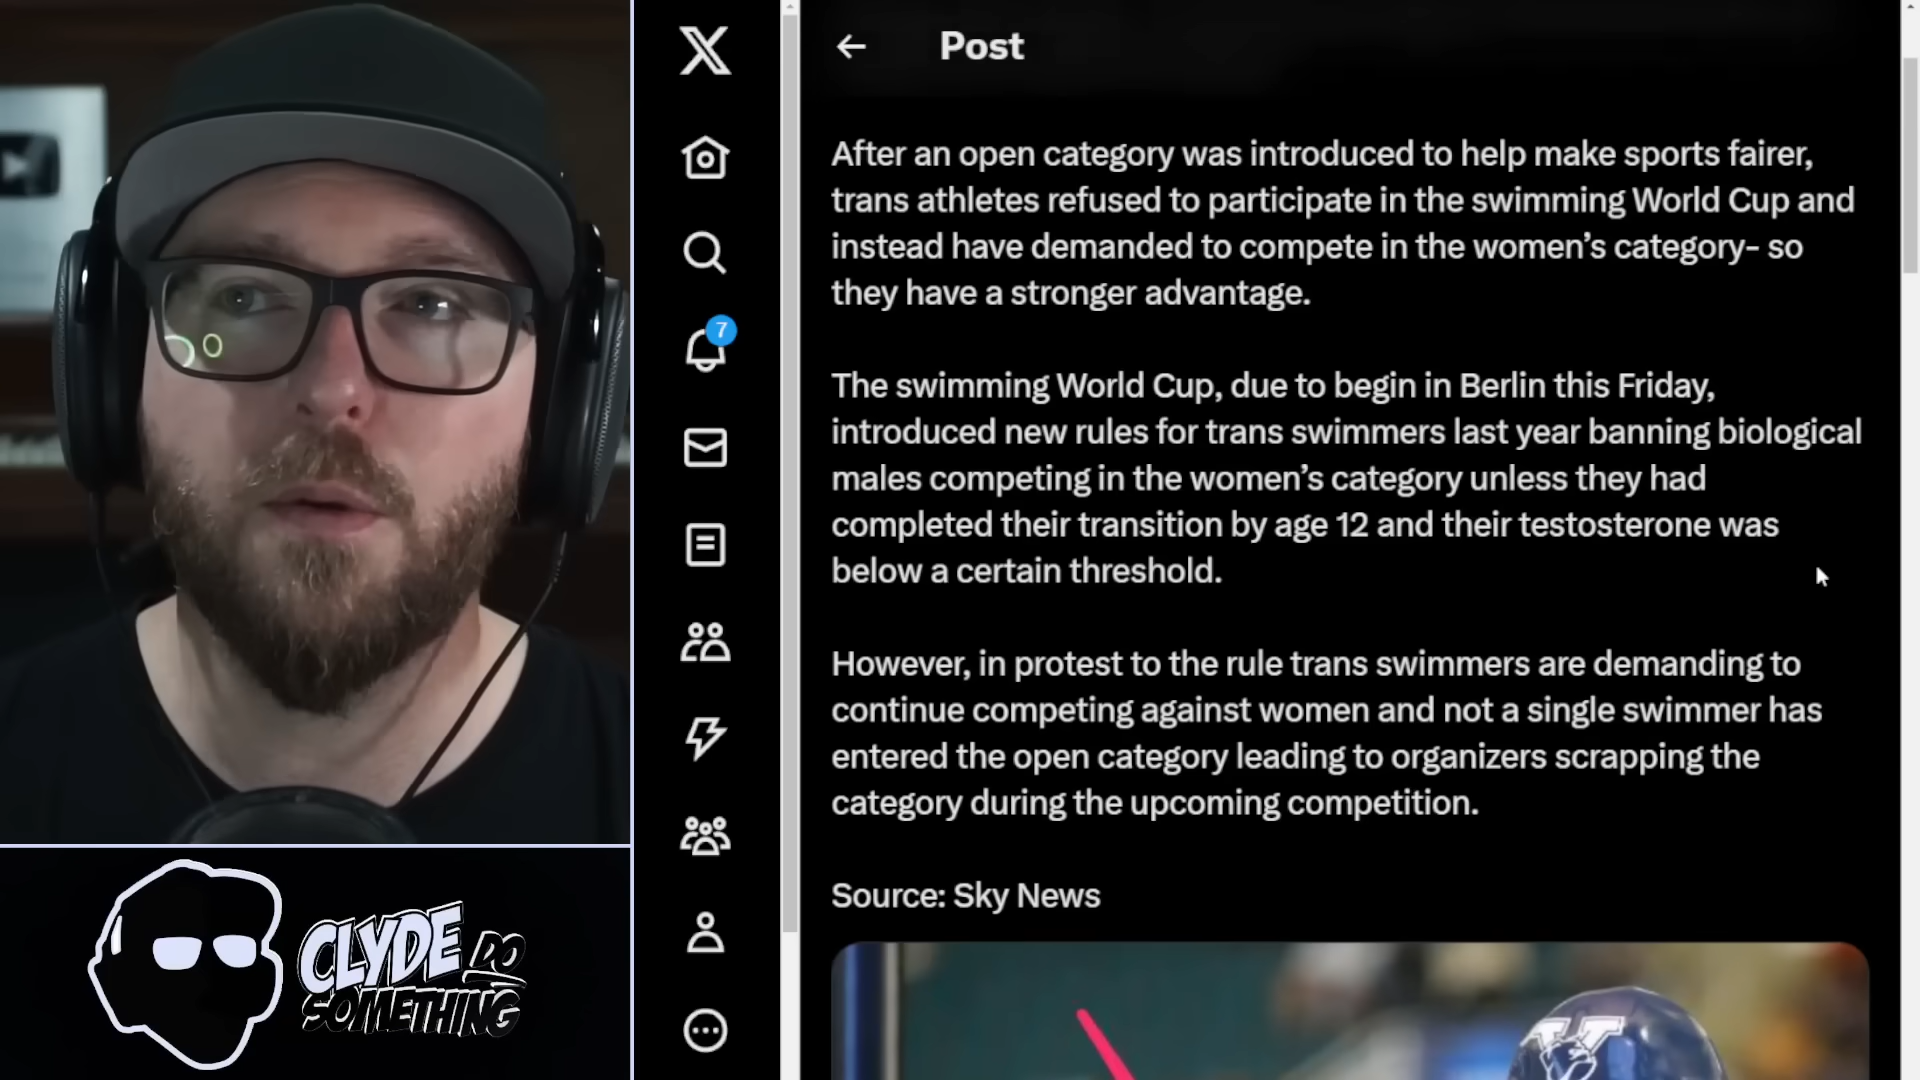 Post
After an open category was introduced to help make sports fairer,
trans athletes refused to participate in the swimming World Cup and
instead have demanded to compete in the women’s category- so
they have a stronger advantage.
7
The swimming World Cup, due to begin in Berlin this Friday,
introduced new rules for trans swimmers last year banning biological
males competing in the women’s category unless they had
completed their transition by age 12 and their testosterone was
below a certain threshold.
However, in protest to the rule trans swimmers are demanding to
continue competing against women and not a single swimmer has
entered the open category leading to organizers scrapping the
category during the upcoming competition.
Source: Sky News
CLYDE DO
SOMETHING
Y